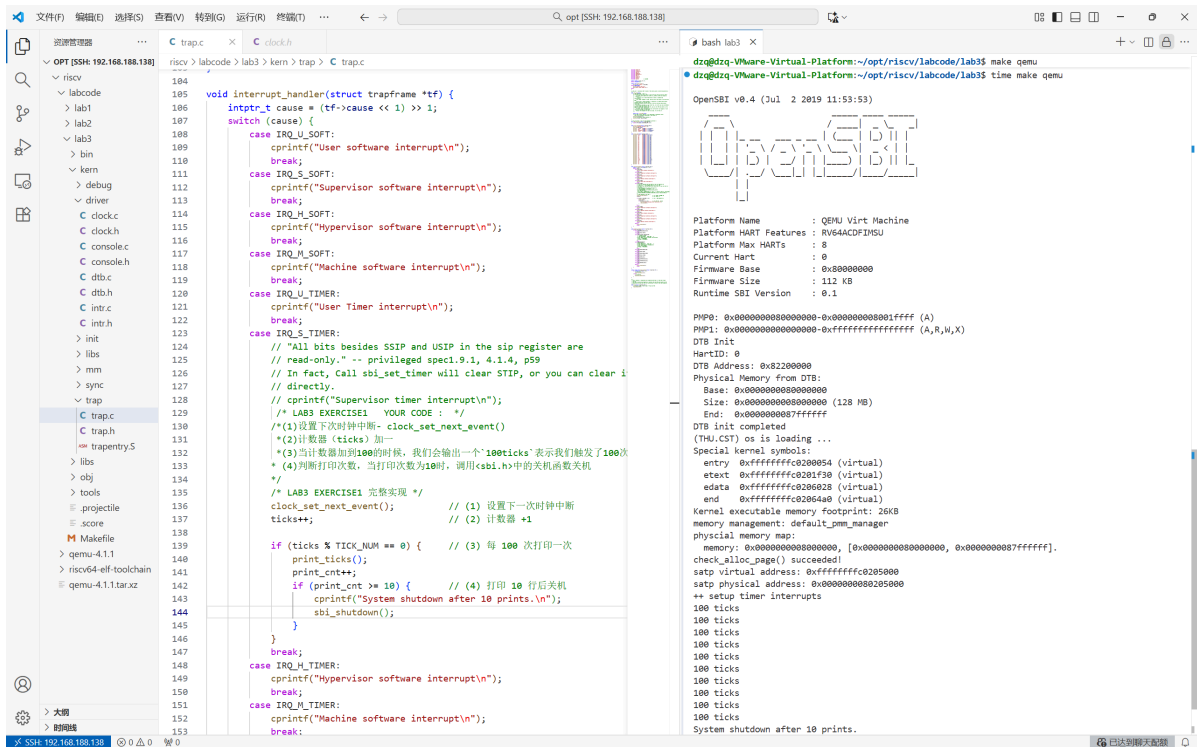 文件(F) 编辑(E) 选择(S) 查看(V) 转到(G) 运行(R) 终端(T) ···
opt [SSH: 192.168.188.138]
资源管理器 ···
OPT [SSH: 192.168.188.138]
riscv
labcode
lab1
lab2
lab3
bin
kern
debug
driver
C clock.c
C clock.h
C console.c
C console.h
C dtb.c
C dtb.h
C intr.c
C intr.h
init
libs
mm
sync
trap
C trap.c
C trap.h
ASM trapentry.S
libs
obj
tools
.projectile
.score
M Makefile
qemu-4.1.1
riscv64-elf-toolchain
qemu-4.1.1.tar.xz
大纲
时间线
C trap.c
C clock.h
riscv > labcode > lab3 > kern > trap > C trap.c
104
105 void interrupt_handler(struct trapframe *tf) {
106 intptr_t cause = (tf->cause << 1) >> 1;
107 switch (cause) {
108 case IRQ_U_SOFT:
109 cprintf("User software interrupt\n");
110 break;
111 case IRQ_S_SOFT:
112 cprintf("Supervisor software interrupt\n");
113 break;
114 case IRQ_H_SOFT:
115 cprintf("Hypervisor software interrupt\n");
116 break;
117 case IRQ_M_SOFT:
118 cprintf("Machine software interrupt\n");
119 break;
120 case IRQ_U_TIMER:
121 cprintf("User Timer interrupt\n");
122 break;
123 case IRQ_S_TIMER:
124 // "All bits besides SSIP and USIP in the sip register are
125 // read-only." -- privileged spec1.9.1, 4.1.4, p59
126 // In fact, Call sbi_set_timer will clear STIP, or you can clear i
127 // directly.
128 // cprintf("Supervisor timer interrupt\n");
129 /* LAB3 EXERCISE1 YOUR CODE : */
130 /*(1)设置下次时钟中断- clock_set_next_event()
131 *(2)计数器（ticks）加一
132 *(3)当计数器加到100的时候，我们会输出一个`100ticks`表示我们触发了100次
133 * (4)判断打印次数，当打印次数为10时，调用<sbi.h>中的关机函数关机
134 */
135 /* LAB3 EXERCISE1 完整实现 */
136 clock_set_next_event(); // (1) 设置下一次时钟中断
137 ticks++; // (2) 计数器 +1
138
139 if (ticks % TICK_NUM == 0) { // (3) 每 100 次打印一次
140 print_ticks();
141 print_cnt++;
142 if (print_cnt >= 10) { // (4) 打印 10 行后关机
143 cprintf("System shutdown after 10 prints.\n");
144 sbi_shutdown();
145 }
146 }
147 break;
148 case IRQ_H_TIMER:
149 cprintf("Hypervisor software interrupt\n");
150 break;
151 case IRQ_M_TIMER:
152 cprintf("Machine software interrupt\n");
153 break;
bash lab3
dzq@dzq-VMware-Virtual-Platform:~/opt/riscv/labcode/lab3$ make qemu
dzq@dzq-VMware-Virtual-Platform:~/opt/riscv/labcode/lab3$ time make qemu
OpenSBI v0.4 (Jul 2 2019 11:53:53)
OpenSBI
Platform Name : QEMU Virt Machine
Platform HART Features : RV64ACDFIMSU
Platform Max HARTs : 8
Current Hart : 0
Firmware Base : 0x80000000
Firmware Size : 112 KB
Runtime SBI Version : 0.1
PMP0: 0x0000000080000000-0x000000008001ffff (A)
PMP1: 0x0000000000000000-0xffffffffffffffff (A,R,W,X)
DTB Init
HartID: 0
DTB Address: 0x82200000
Physical Memory from DTB:
Base: 0x0000000080000000
Size: 0x0000000008000000 (128 MB)
End: 0x0000000087ffffff
DTB init completed
(THU.CST) os is loading ...
Special kernel symbols:
entry 0xffffffffc0200054 (virtual)
etext 0xffffffffc0201f30 (virtual)
edata 0xffffffffc0206028 (virtual)
end 0xffffffffc02064a0 (virtual)
Kernel executable memory footprint: 26KB
memory management: default_pmm_manager
physcial memory map:
memory: 0x0000000008000000, [0x0000000080000000, 0x0000000087ffffff].
check_alloc_page() succeeded!
satp virtual address: 0xffffffffc0205000
satp physical address: 0x0000000080205000
++ setup timer interrupts
100 ticks
100 ticks
100 ticks
100 ticks
100 ticks
100 ticks
100 ticks
100 ticks
100 ticks
100 ticks
System shutdown after 10 prints.
SSH: 192.168.188.138
0 0
0
已达到聊天配额